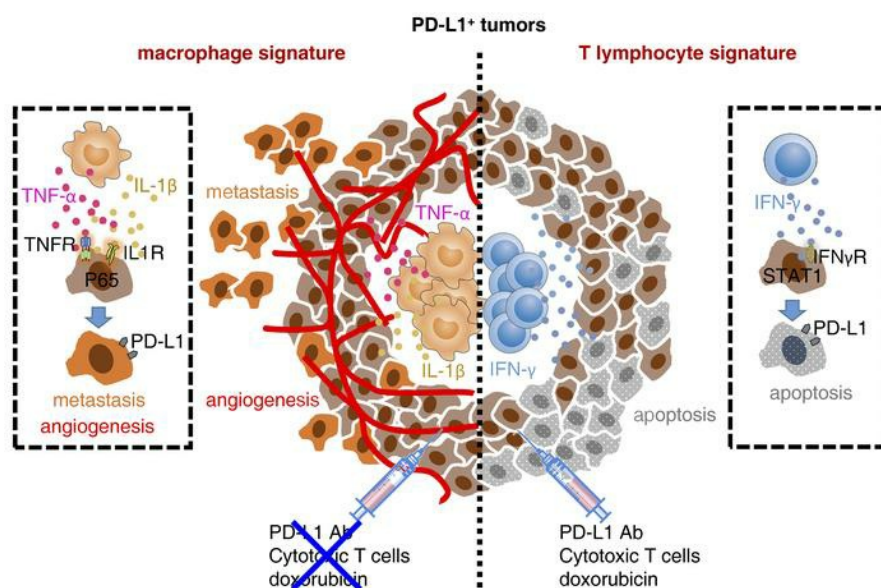 PD-L1⁺ tumors
macrophage signature
T lymphocyte signature
TNF-α
IL-1β
TNFR
IL1R
P65
PD-L1
metastasis
angiogenesis
metastasis
TNF-α
IL-1β
angiogenesis
IFN-γ
apoptosis
IFN-γ
IFNγR
STAT1
PD-L1
apoptosis
PD-L1 Ab
Cytotoxic T cells
doxorubicin
PD-L1 Ab
Cytotoxic T cells
doxorubicin